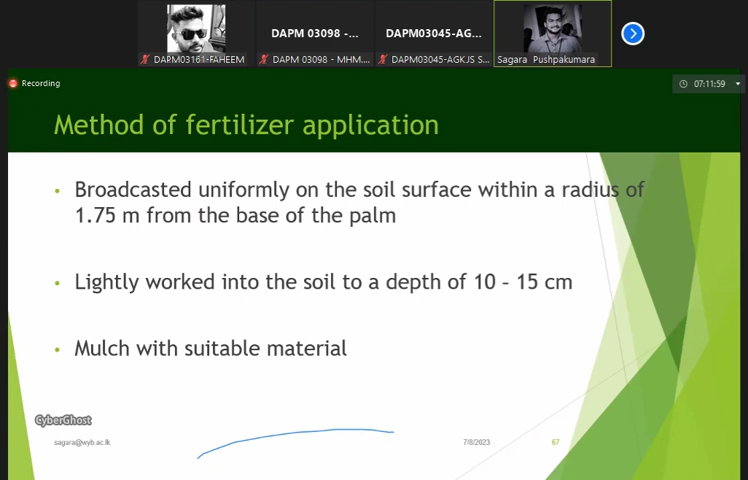 DAPM 03098 - ...
DAPM03045-AG...
DARM03161-FAHEEM
DAPM 03098 - MHM....
DAPM03045-AGKJS S...
Sagara Pushpakumara
Recording
07:11:59
Method of fertilizer application
• Broadcasted uniformly on the soil surface within a radius of
1.75 m from the base of the palm
• Lightly worked into the soil to a depth of 10 – 15 cm
• Mulch with suitable material
CyberGhost
sagara@wyb.ac.lk
7/8/2023
67